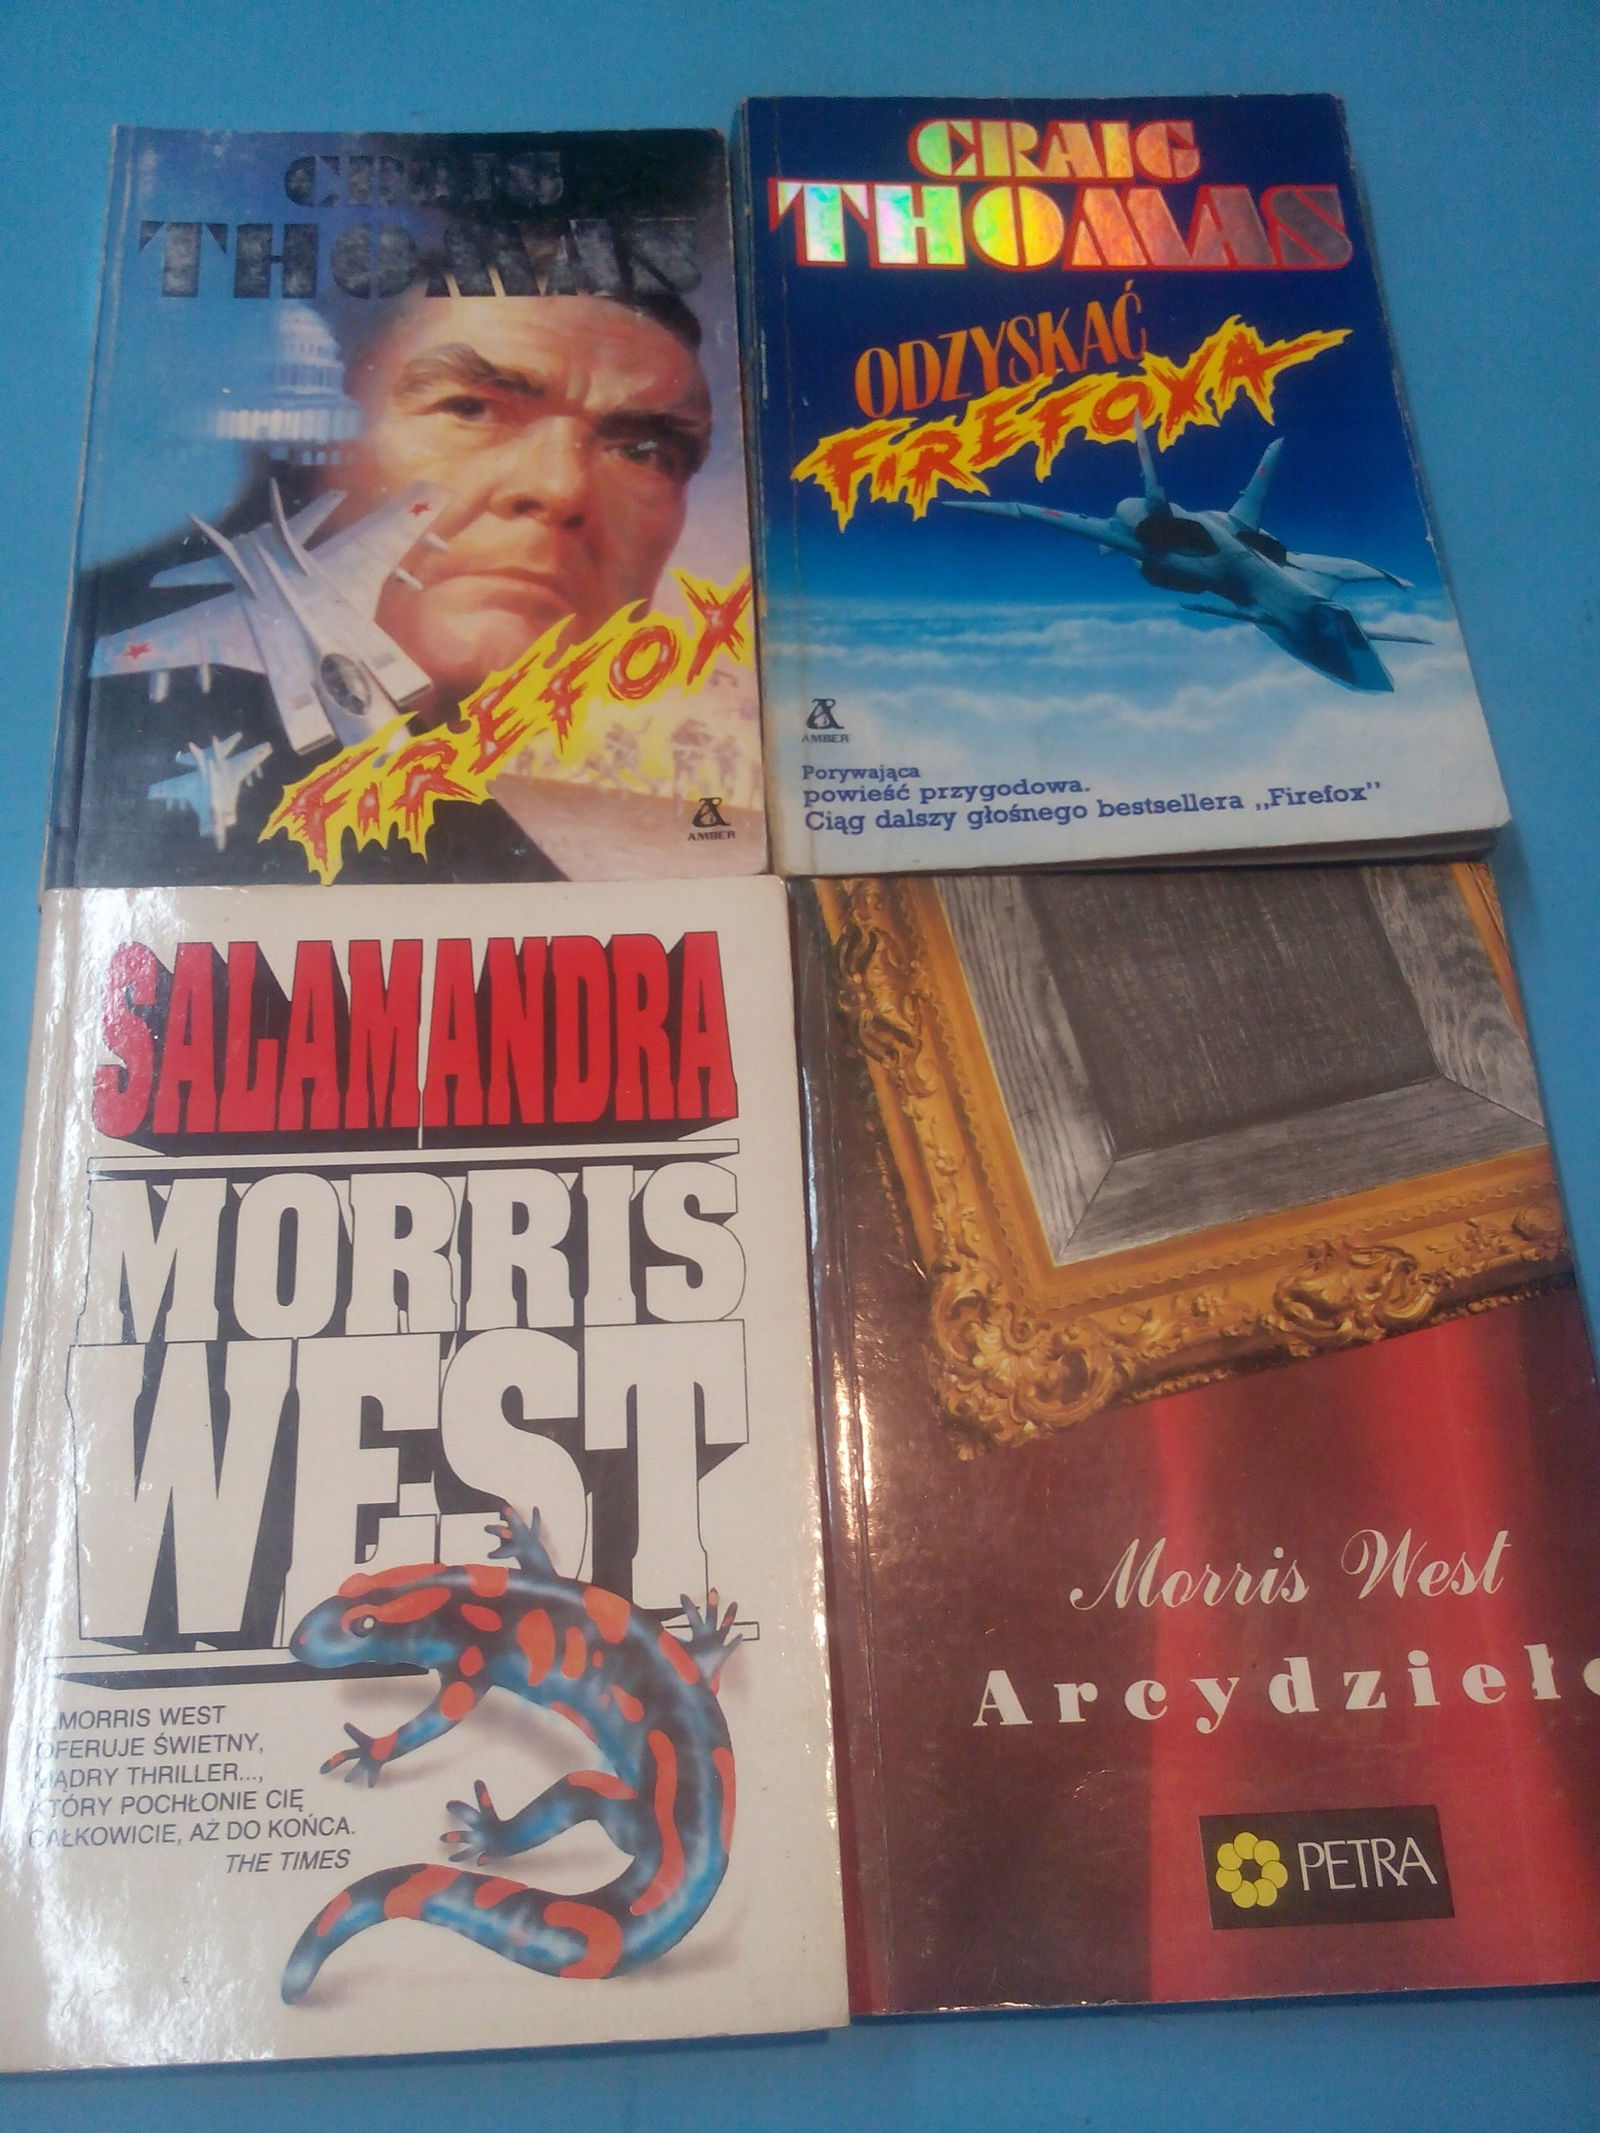 CRAIG
THOMAS
FIREFOX
AMBER
CRAIG
THOMAS
ODZYSKAĆ
FIREFOXA
AMBER
Porywająca
powieść przygodowa.
Ciąg dalszy głośnego bestsellera „Firefox”
SALAMANDRA
MORRIS
WEST
...MORRIS WEST
OFERUJE ŚWIETNY,
MĄDRY THRILLER...,
KTÓRY POCHŁONIE CIĘ
CAŁKOWICIE, AŻ DO KOŃCA.
THE TIMES
Morris West
Arcydzieło
PETRA